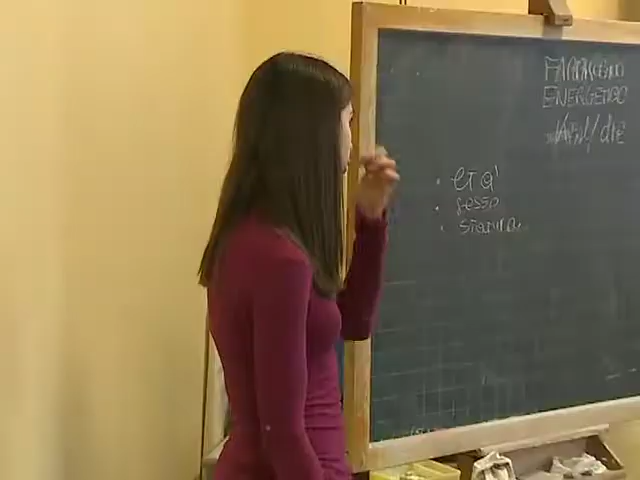 FABBISOGNO
ENERGETICO
kcal/die
• età
• sesso
• statura